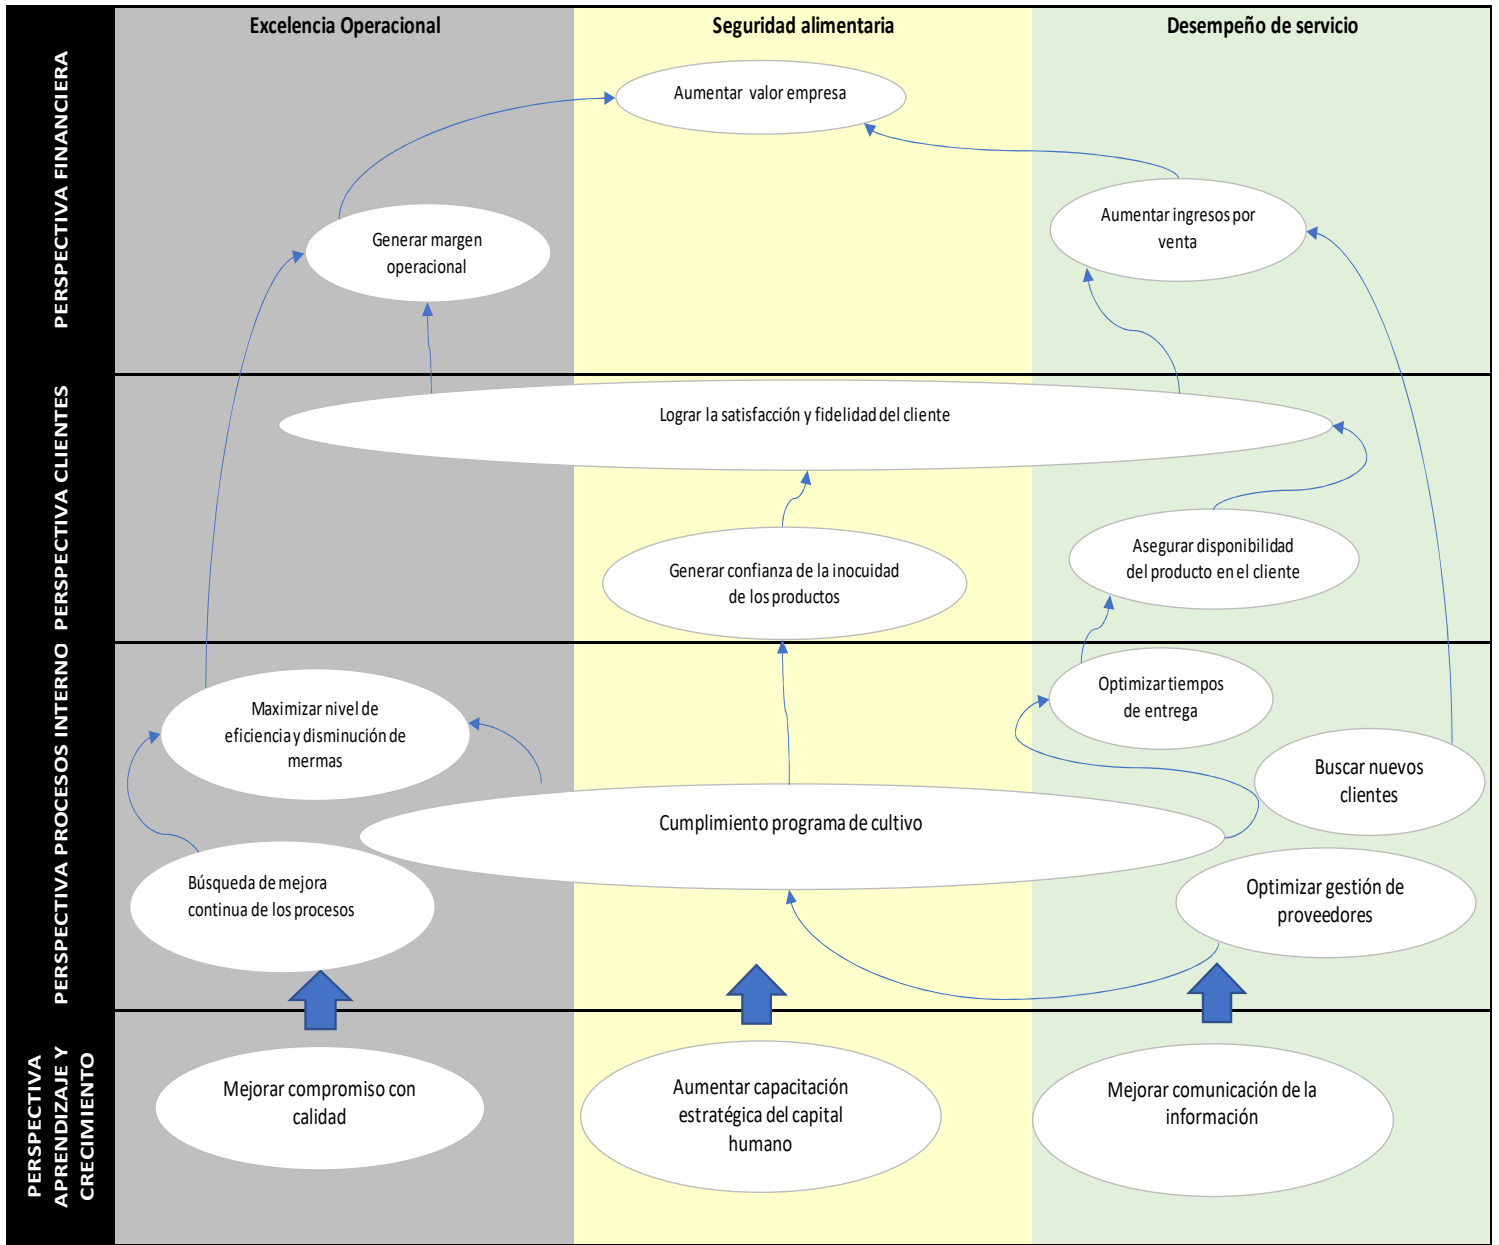 Excelencia Operacional
Seguridad alimentaria
Desempeño de servicio
PERSPECTIVA FINANCIERA
Aumentar valor empresa
Generar margen
operacional
Aumentar ingresos por
venta
PERSPECTIVA CLIENTES
Lograr la satisfacción y fidelidad del cliente
Generar confianza de la inocuidad
de los productos
Asegurar disponibilidad
del producto en el cliente
PERSPECTIVA PROCESOS INTERNO
Maximizar nivel de
eficiencia y disminución de
mermas
Optimizar tiempos
de entrega
Buscar nuevos
clientes
Cumplimiento programa de cultivo
Búsqueda de mejora
continua de los procesos
Optimizar gestión de
proveedores
PERSPECTIVA
APRENDIZAJE Y
CRECIMIENTO
Mejorar compromiso con
calidad
Aumentar capacitación
estratégica del capital
humano
Mejorar comunicación de la
información